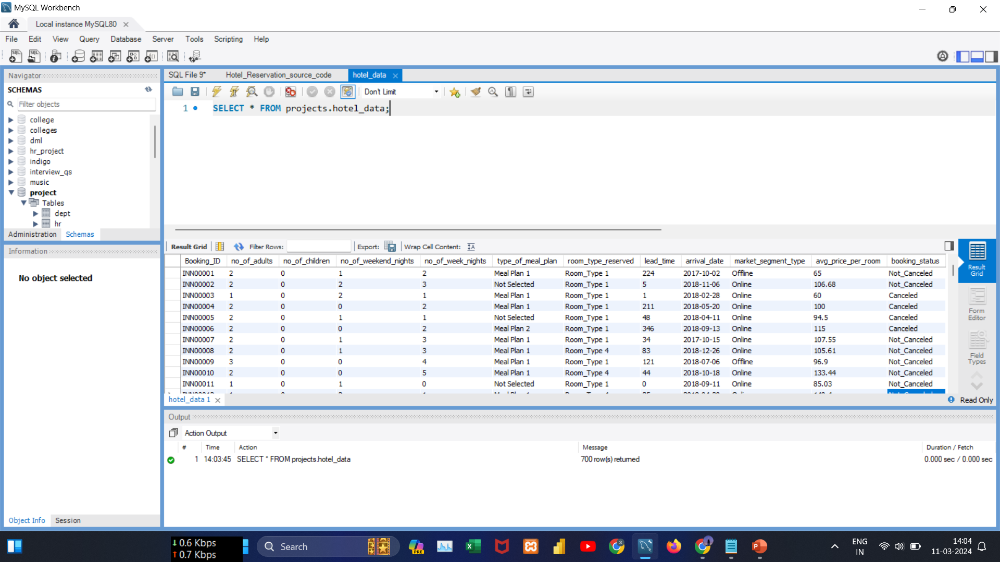 MySQL Workbench
Local instance MySQL80
File Edit View Query Database Server Tools Scripting Help
Navigator
SCHEMAS
Filter objects
college
colleges
dml
hr_project
indigo
interview_qs
music
project
Tables
dept
hr
Administration Schemas
Information
No object selected
Object Info Session
SQL File 9* Hotel_Reservation_source_code hotel_data
Don't Limit
1 SELECT * FROM projects.hotel_data;
Result Grid Filter Rows: Export: Wrap Cell Content:
Booking_ID no_of_adults no_of_children no_of_weekend_nights no_of_week_nights type_of_meal_plan room_type_reserved lead_time arrival_date market_segment_type avg_price_per_room booking_status
INN00001 2 0 1 2 Meal Plan 1 Room_Type 1 224 2017-10-02 Offline 65 Not_Canceled
INN00002 2 0 2 3 Not Selected Room_Type 1 5 2018-11-06 Online 106.68 Not_Canceled
INN00003 1 0 2 1 Meal Plan 1 Room_Type 1 1 2018-02-28 Online 60 Canceled
INN00004 2 0 0 2 Meal Plan 1 Room_Type 1 211 2018-05-20 Online 100 Canceled
INN00005 2 0 1 1 Not Selected Room_Type 1 48 2018-04-11 Online 94.5 Canceled
INN00006 2 0 0 2 Meal Plan 2 Room_Type 1 346 2018-09-13 Online 115 Canceled
INN00007 2 0 1 3 Meal Plan 1 Room_Type 1 34 2017-10-15 Online 107.55 Not_Canceled
INN00008 2 0 1 3 Meal Plan 1 Room_Type 4 83 2018-12-26 Online 105.61 Not_Canceled
INN00009 3 0 0 4 Meal Plan 1 Room_Type 1 121 2018-07-06 Offline 96.9 Not_Canceled
INN00010 2 0 0 5 Meal Plan 1 Room_Type 4 44 2018-10-18 Online 133.44 Not_Canceled
INN00011 1 0 1 0 Not Selected Room_Type 1 0 2018-09-11 Online 85.03 Not_Canceled
Result
Grid
Form
Editor
Field
Types
hotel_data 1
Read Only
Output
Action Output
# Time Action Message Duration / Fetch
1 14:03:45 SELECT * FROM projects.hotel_data 700 row(s) returned 0.000 sec / 0.000 sec
0.6 Kbps
0.7 Kbps
Search
PRE
ENG
IN
14:04
11-03-2024